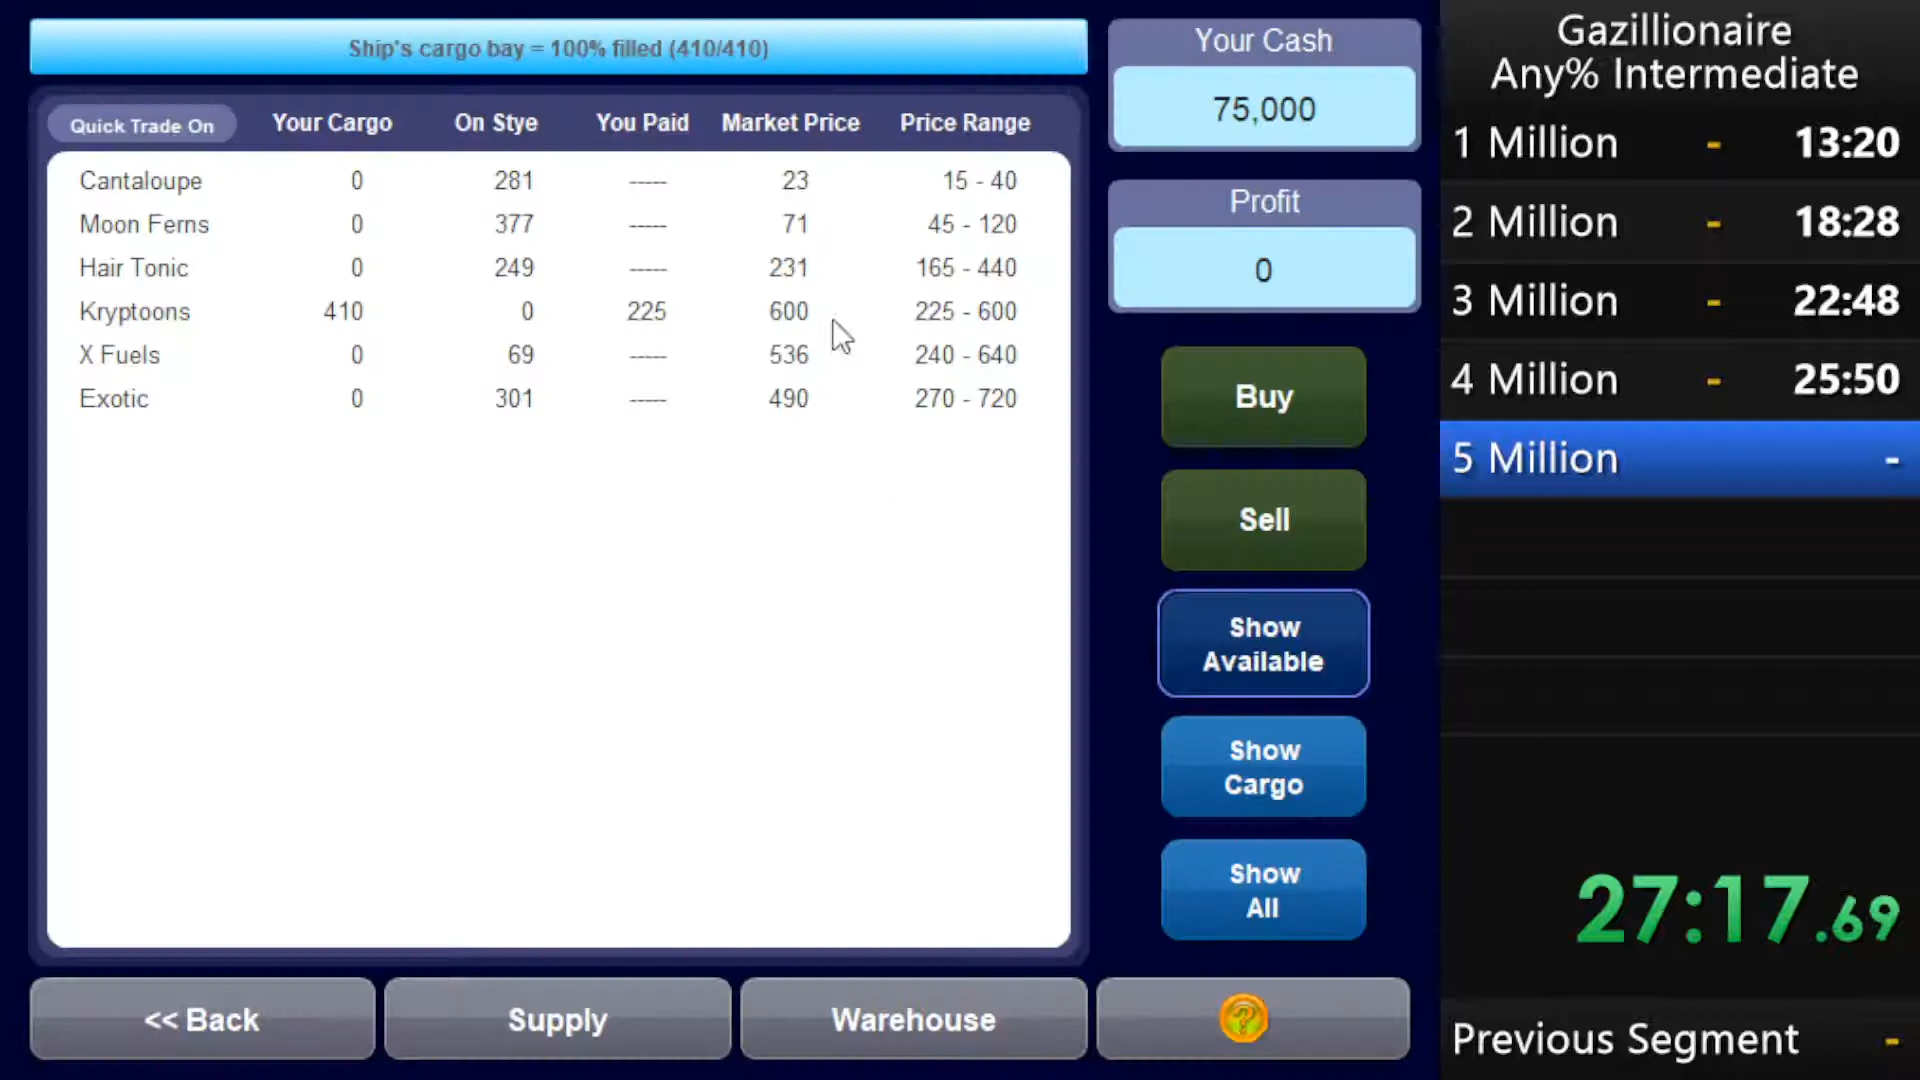 Ship's cargo bay = 100% filled (410/410)
Quick Trade On Your Cargo On Stye You Paid Market Price Price Range
Cantaloupe 0 281 ----- 23 15 - 40
Moon Ferns 0 377 ----- 71 45 - 120
Hair Tonic 0 249 ----- 231 165 - 440
Kryptoons 410 0 225 600 225 - 600
X Fuels 0 69 ----- 536 240 - 640
Exotic 0 301 ----- 490 270 - 720
Your Cash
75,000
Profit
0
Buy
Sell
Show
Available
Show
Cargo
Show
All
<< Back
Supply
Warehouse
?
Gazillionaire
Any% Intermediate
1 Million - 13:20
2 Million - 18:28
3 Million - 22:48
4 Million - 25:50
5 Million -
27:17.69
Previous Segment -